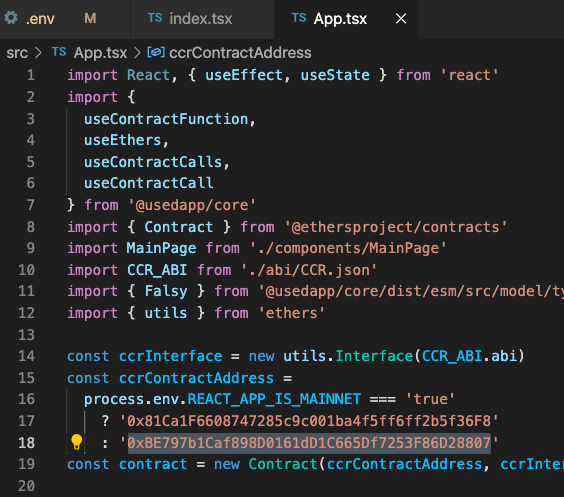 .env M TS index.tsx TS App.tsx ×
src > TS App.tsx > ccrContractAddress
1 import React, { useEffect, useState } from 'react'
2 import {
3 useContractFunction,
4 useEthers,
5 useContractCalls,
6 useContractCall
7 } from '@usedapp/core'
8 import { Contract } from '@ethersproject/contracts'
9 import MainPage from './components/MainPage'
10 import CCR_ABI from './abi/CCR.json'
11 import { Falsy } from '@usedapp/core/dist/esm/src/model/ty
12 import { utils } from 'ethers'
13
14 const ccrInterface = new utils.Interface(CCR_ABI.abi)
15 const ccrContractAddress =
16 process.env.REACT_APP_IS_MAINNET === 'true'
17 ? '0x81Ca1F6608747285c9c001ba4f5ff6ff2b5f36F8'
18 : '0xBE797b1Caf898D0161dD1C665Df7253F86D28807'
19 const contract = new Contract(ccrContractAddress, ccrInter
20